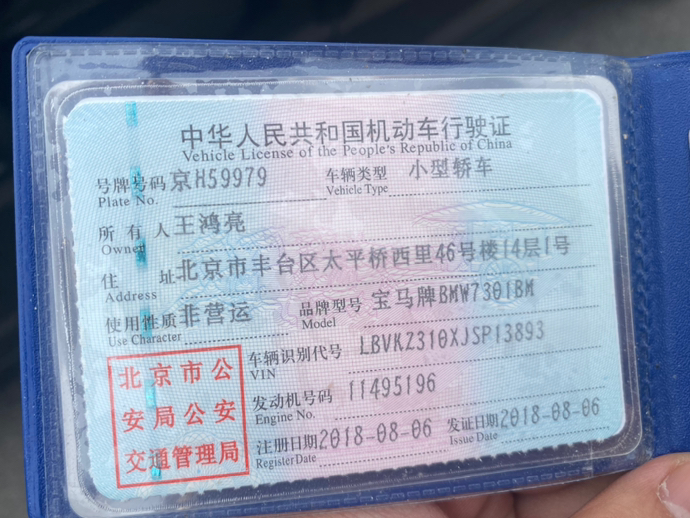 中华人民共和国机动车行驶证
Vehicle License of the People's Republic of China
号牌号码 京H59979 车辆类型 小型轿车
Plate No. Vehicle Type
所有人 王鸿亮
Owner
住址 北京市丰台区太平桥西里46号楼14层1号
Address
使用性质 非营运 品牌型号 宝马牌BMW7301BM
Use Character Model
北京市公
安局公安
交通管理局
车辆识别代号 LBVKZ310XJSP13893
VIN
发动机号码 11495196
Engine No.
注册日期 2018-08-06 发证日期 2018-08-06
Register Date Issue Date